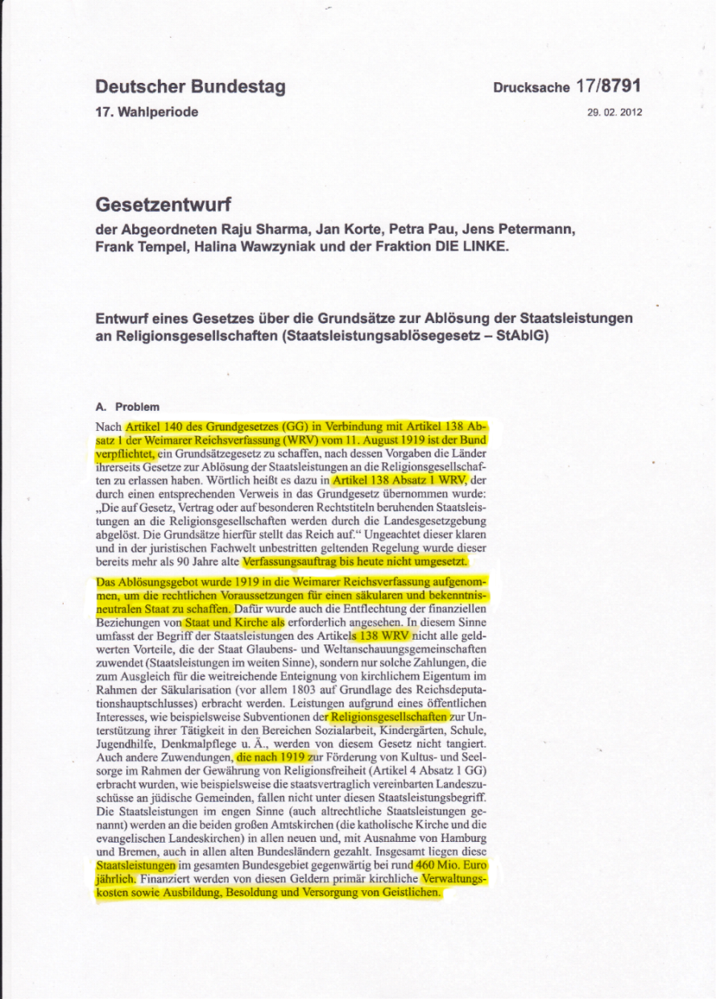 Deutscher Bundestag
Drucksache 17/8791
17. Wahlperiode
29. 02. 2012
Gesetzentwurf
der Abgeordneten Raju Sharma, Jan Korte, Petra Pau, Jens Petermann,
Frank Tempel, Halina Wawzyniak und der Fraktion DIE LINKE.
Entwurf eines Gesetzes über die Grundsätze zur Ablösung der Staatsleistungen
an Religionsgesellschaften (Staatsleistungsablösegesetz – StAblG)
A. Problem
Nach Artikel 140 des Grundgesetzes (GG) in Verbindung mit Artikel 138 Ab-
satz 1 der Weimarer Reichsverfassung (WRV) vom 11. August 1919 ist der Bund
verpflichtet, ein Grundsätzegesetz zu schaffen, nach dessen Vorgaben die Länder
ihrerseits Gesetze zur Ablösung der Staatsleistungen an die Religionsgesellschaf-
ten zu erlassen haben. Wörtlich heißt es dazu in Artikel 138 Absatz 1 WRV, der
durch einen entsprechenden Verweis in das Grundgesetz übernommen wurde:
„Die auf Gesetz, Vertrag oder auf besonderen Rechtstiteln beruhenden Staatsleis-
tungen an die Religionsgesellschaften werden durch die Landesgesetzgebung
abgelöst. Die Grundsätze hierfür stellt das Reich auf.“ Ungeachtet dieser klaren
und in der juristischen Fachwelt unbestritten geltenden Regelung wurde dieser
bereits mehr als 90 Jahre alte Verfassungsauftrag bis heute nicht umgesetzt.
Das Ablösungsgebot wurde 1919 in die Weimarer Reichsverfassung aufgenom-
men, um die rechtlichen Voraussetzungen für einen säkularen und bekenntnis-
neutralen Staat zu schaffen. Dafür wurde auch die Entflechtung der finanziellen
Beziehungen von Staat und Kirche als erforderlich angesehen. In diesem Sinne
umfasst der Begriff der Staatsleistungen des Artikels 138 WRV nicht alle geld-
werten Vorteile, die der Staat Glaubens- und Weltanschauungsgemeinschaften
zuwendet (Staatsleistungen im weiten Sinne), sondern nur solche Zahlungen, die
zum Ausgleich für die weitreichende Enteignung von kirchlichem Eigentum im
Rahmen der Säkularisation (vor allem 1803 auf Grundlage des Reichsdeputa-
tionshauptschlusses) erbracht werden. Leistungen aufgrund eines öffentlichen
Interesses, wie beispielsweise Subventionen der Religionsgesellschaften zur Un-
terstützung ihrer Tätigkeit in den Bereichen Sozialarbeit, Kindergärten, Schule,
Jugendhilfe, Denkmalpflege u. Ä., werden von diesem Gesetz nicht tangiert.
Auch andere Zuwendungen, die nach 1919 zur Förderung von Kultus- und Seel-
sorge im Rahmen der Gewährung von Religionsfreiheit (Artikel 4 Absatz 1 GG)
erbracht wurden, wie beispielsweise die staatsvertraglich vereinbarten Landeszu-
schüsse an jüdische Gemeinden, fallen nicht unter diesen Staatsleistungsbegriff.
Die Staatsleistungen im engen Sinne (auch altrechtliche Staatsleistungen ge-
nannt) werden an die beiden großen Amtskirchen (die katholische Kirche und die
evangelischen Landeskirchen) in allen neuen und, mit Ausnahme von Hamburg
und Bremen, auch in allen alten Bundesländern gezahlt. Insgesamt liegen diese
Staatsleistungen im gesamten Bundesgebiet gegenwärtig bei rund 460 Mio. Euro
jährlich. Finanziert werden von diesen Geldern primär kirchliche Verwaltungs-
kosten sowie Ausbildung, Besoldung und Versorgung von Geistlichen.